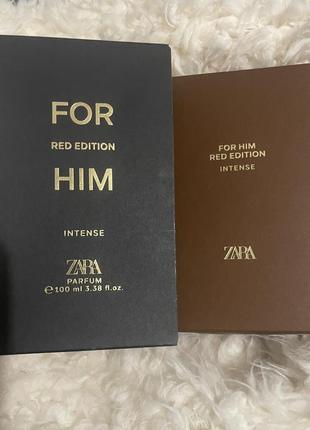 FOR
RED EDITION
HIM
INTENSE
ZARA
PARFUM
℮ 100 ml 3.38 fl.oz.
FOR HIM
RED EDITION
INTENSE
ZARA